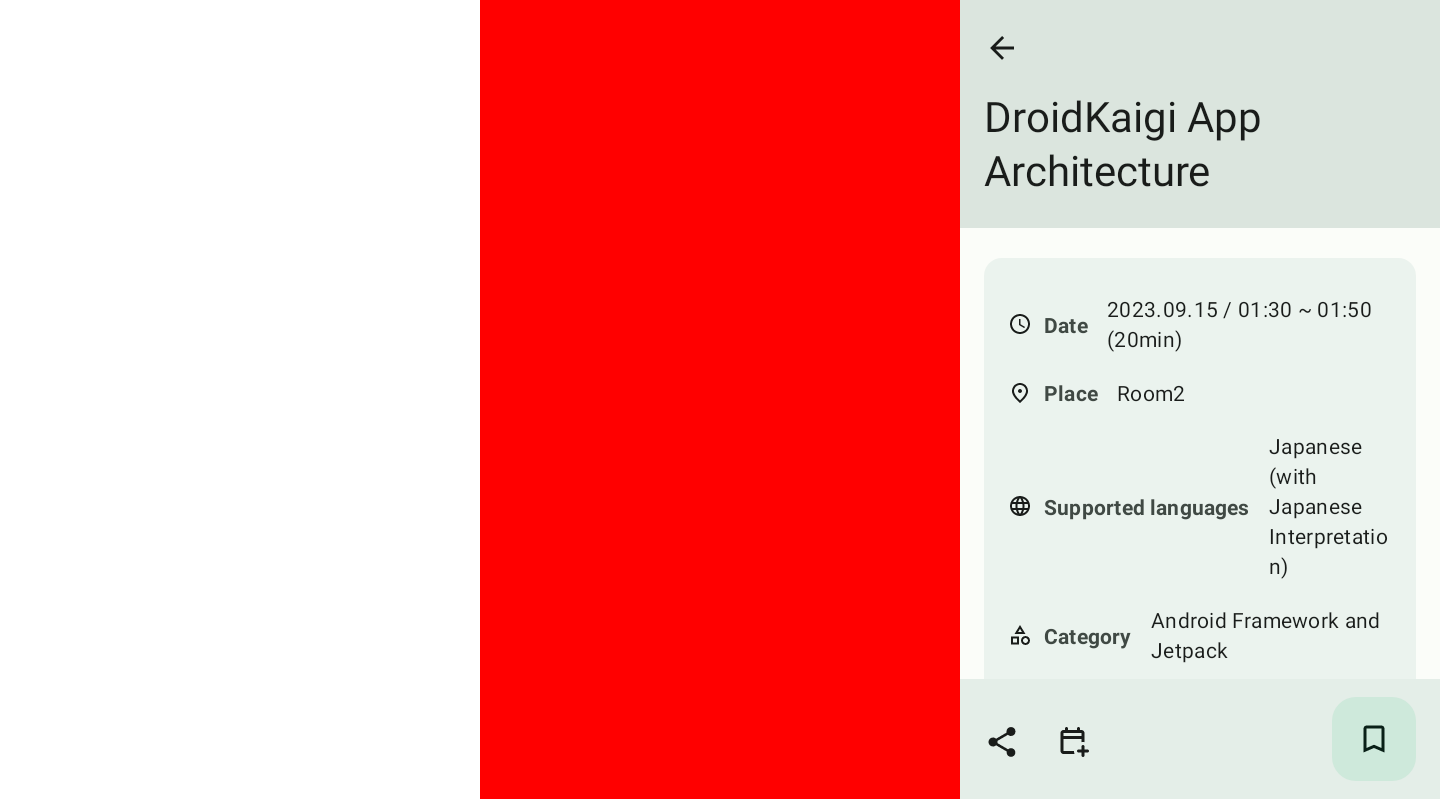 DroidKaigi App
Architecture
Date
2023.09.15 / 01:30 ~ 01:50
(20min)
Place
Room2
Supported languages
Japanese
(with
Japanese
Interpretatio
n)
Category
Android Framework and
Jetpack